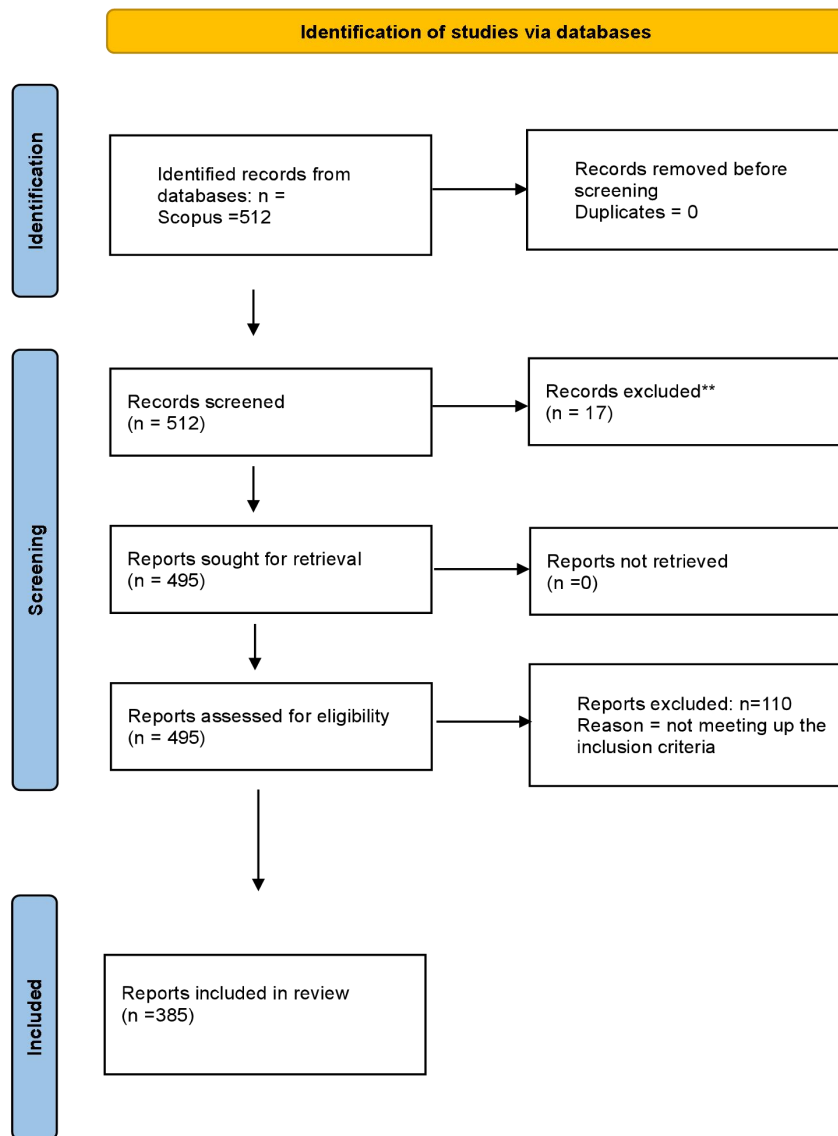 Identification of studies via databases
Identification
Identified records from
databases: n =
Scopus =512
Records removed before
screening
Duplicates = 0
Screening
Records screened
(n = 512)
Records excluded**
(n = 17)
Reports sought for retrieval
(n = 495)
Reports not retrieved
(n =0)
Reports assessed for eligibility
(n = 495)
Reports excluded: n=110
Reason = not meeting up the
inclusion criteria
Included
Reports included in review
(n =385)